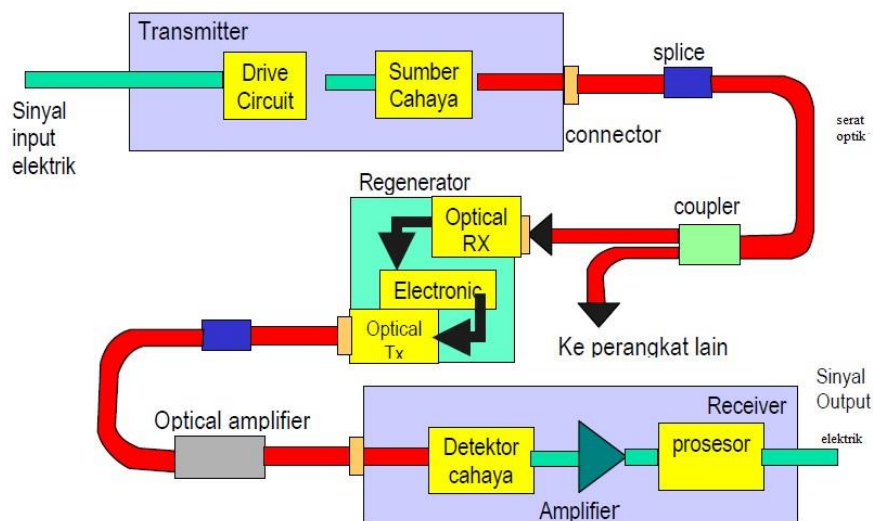 Transmitter
Drive
Circuit
Sumber
Cahaya
splice
Sinyal
input
elektrik
connector
serat
optik
Regenerator
Optical
RX
coupler
Electronic
Optical
Tx
Ke perangkat lain
Optical amplifier
Receiver
Sinyal
Output
elektrik
Detektor
cahaya
prosesor
Amplifier